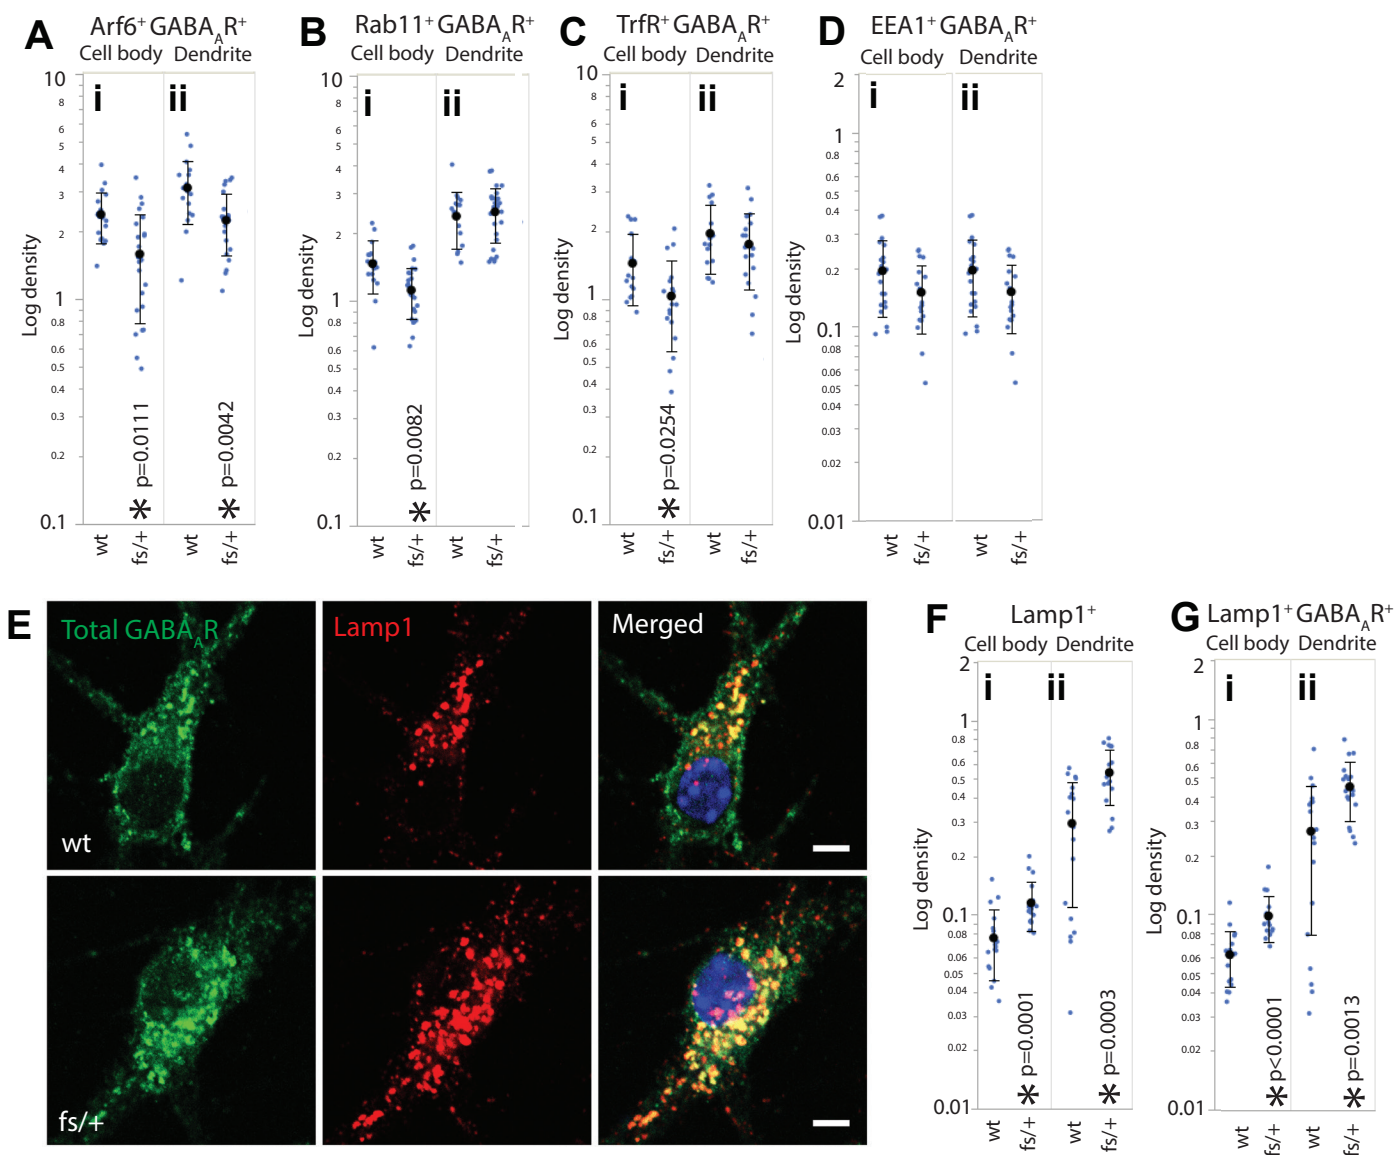 A
Arf6⁺ GABA_AR⁺
Cell body Dendrite
i ii
Log density
10
8
6
5
4
3
2
1
0.8
0.6
0.5
0.4
0.3
0.2
0.1
p=0.0111
p=0.0042
* *
wt fs/+ wt fs/+
B
Rab11⁺ GABA_AR⁺
Cell body Dendrite
i ii
Log density
10
8
7
6
5
4
3
2
1
0.8
0.6
0.5
0.4
0.3
0.2
0.1
p=0.0082
*
wt fs/+ wt fs/+
C
TrfR⁺ GABA_AR⁺
Cell body Dendrite
i ii
Log density
10
8
6
5
4
3
2
1
0.8
0.6
0.5
0.4
0.3
0.2
0.1
p=0.0254
*
wt fs/+ wt fs/+
D
EEA1⁺ GABA_AR⁺
Cell body Dendrite
i ii
Log density
2
1
0.8
0.6
0.5
0.4
0.3
0.2
0.1
0.08
0.06
0.05
0.04
0.03
0.02
0.01
wt fs/+ wt fs/+
E
Total GABA_AR Lamp1 Merged
wt
fs/+
F
Lamp1⁺
Cell body Dendrite
i ii
Log density
2
1
0.8
0.6
0.5
0.4
0.3
0.2
0.1
0.08
0.06
0.05
0.04
0.03
0.02
0.01
p=0.0001
p=0.0003
* *
wt fs/+ wt fs/+
G
Lamp1⁺ GABA_AR⁺
Cell body Dendrite
i ii
Log density
2
1
0.8
0.6
0.5
0.4
0.3
0.2
0.1
0.08
0.06
0.05
0.04
0.03
0.02
0.01
p<0.0001
p=0.0013
* *
wt fs/+ wt fs/+